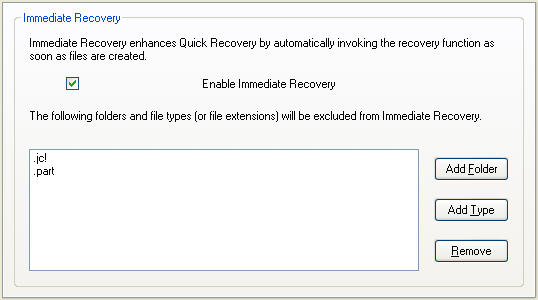 Immediate Recovery
Immediate Recovery enhances Quick Recovery by automatically invoking the recovery function as
soon as files are created.
Enable Immediate Recovery
The following folders and file types (or file extensions) will be excluded from Immediate Recovery.
.jc!
.part
Add Folder
Add Type
Remove